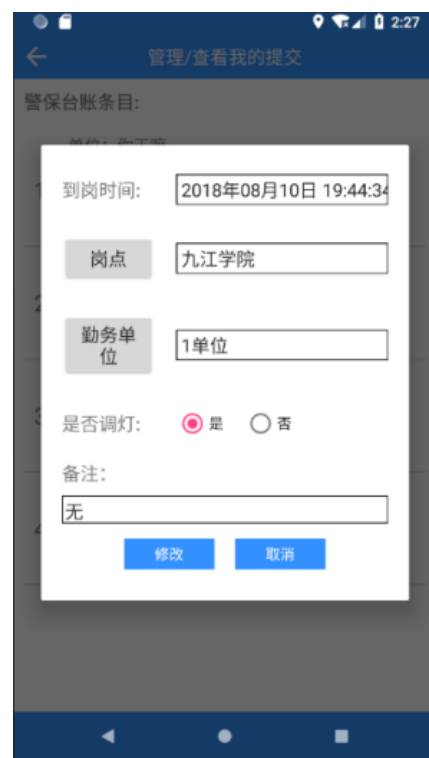 2:27
管理/查看我的提交
警保台账条目:
到岗时间:
2018年08月10日 19:44:34
岗点
九江学院
勤务单
位
1单位
是否调灯:
是
否
备注:
无
修改
取消